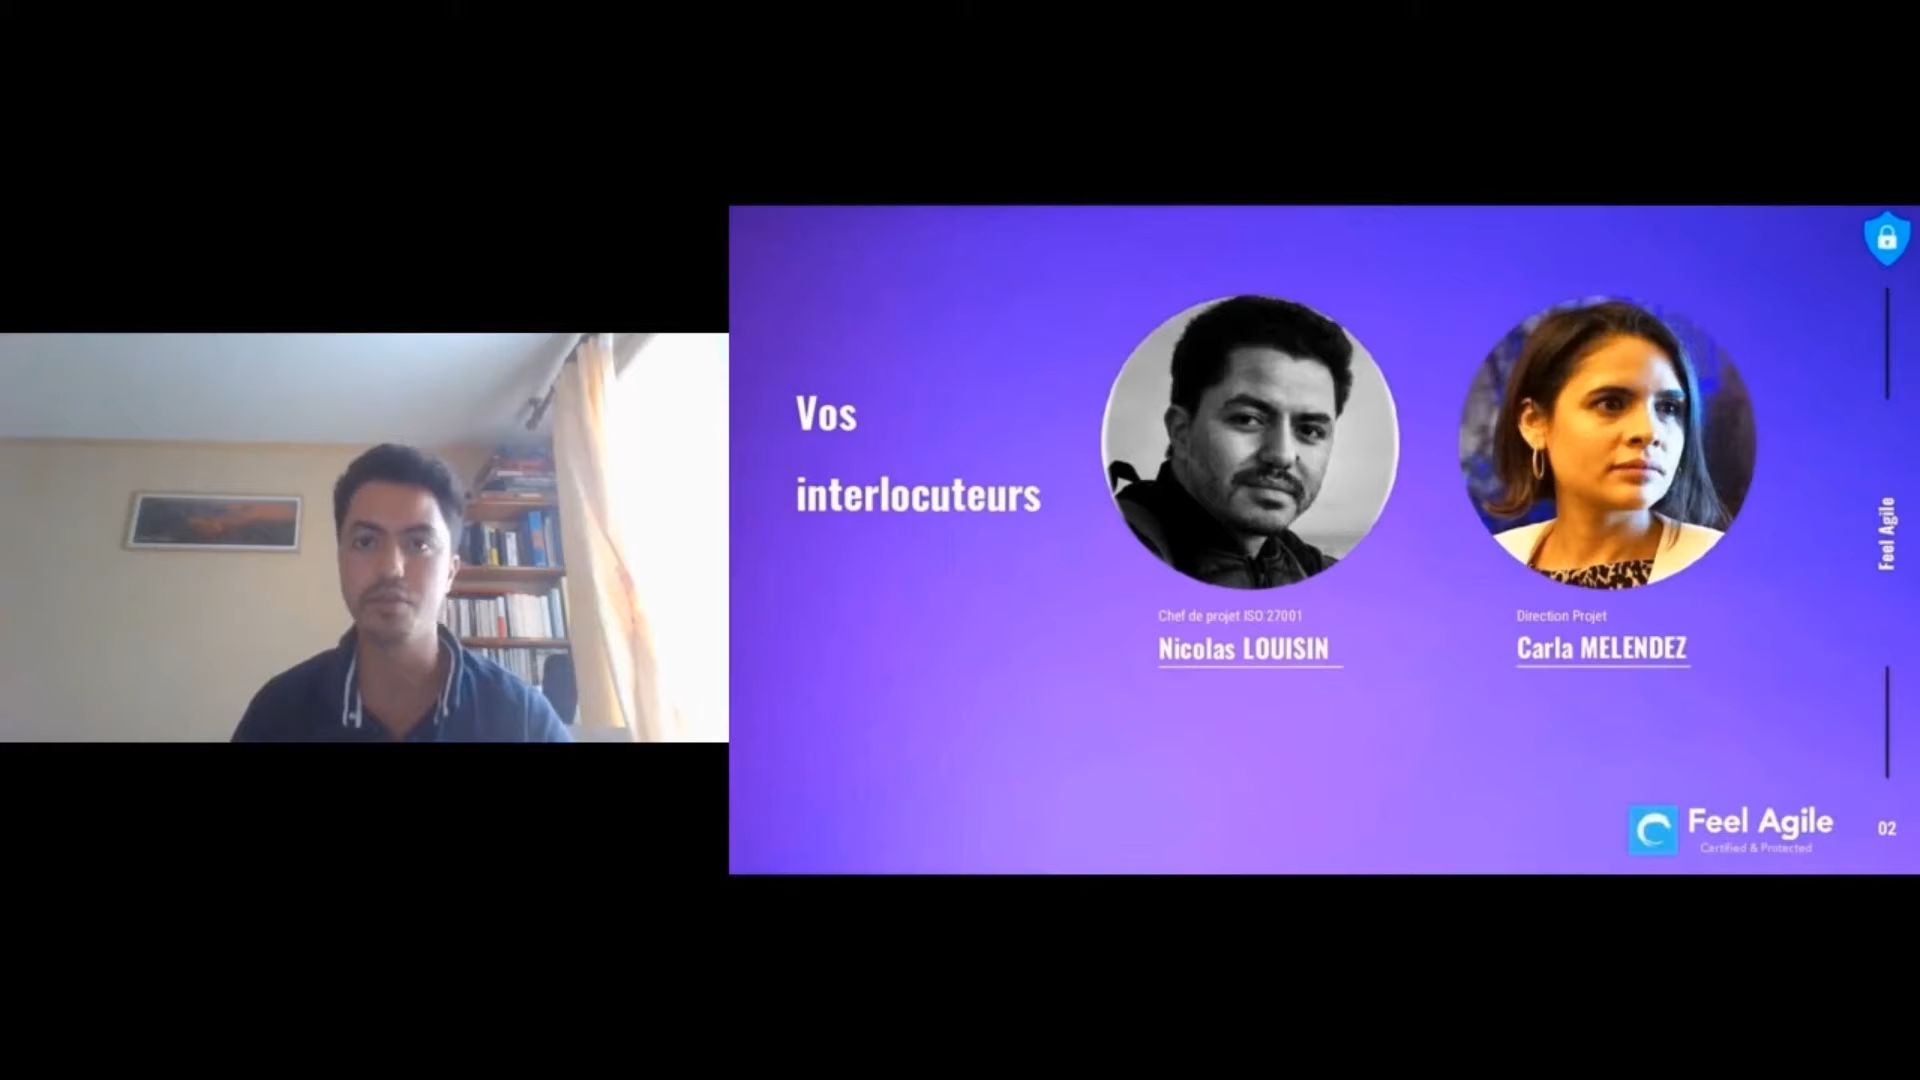 Vos
interlocuteurs
Chef de projet ISO 27001
Nicolas LOUISIN
Direction Projet
Carla MELENDEZ
Feel Agile
Feel Agile
Certified & Protected
02